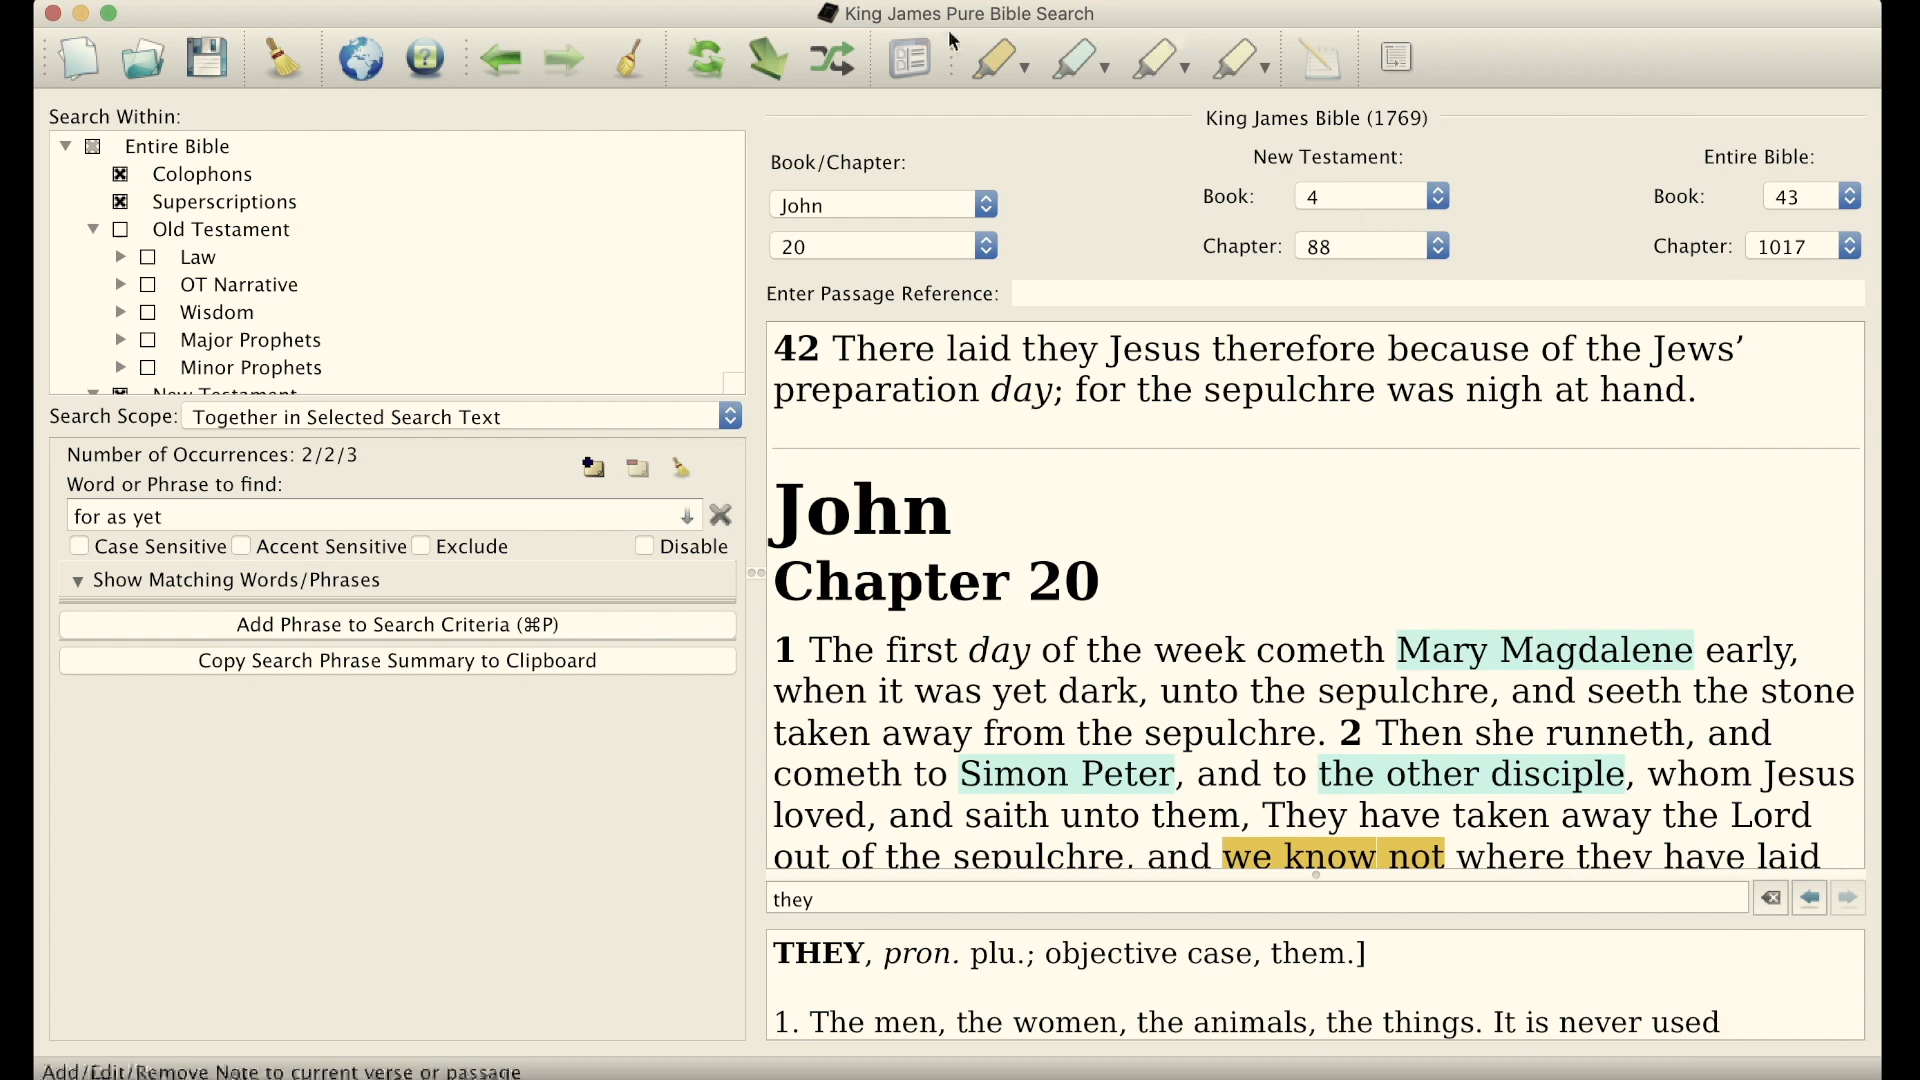 King James Pure Bible Search
Search Within:
Entire Bible
Colophons
Superscriptions
Old Testament
Law
OT Narrative
Wisdom
Major Prophets
Minor Prophets
New Testament
Search Scope: Together in Selected Search Text
Number of Occurrences: 2/2/3
Word or Phrase to find:
for as yet
Case Sensitive Accent Sensitive Exclude Disable
Show Matching Words/Phrases
Add Phrase to Search Criteria (⌘P)
Copy Search Phrase Summary to Clipboard
King James Bible (1769)
Book/Chapter:
John
20
New Testament:
Book: 4
Chapter: 88
Entire Bible:
Book: 43
Chapter: 1017
Enter Passage Reference:
42 There laid they Jesus therefore because of the Jews’
preparation day; for the sepulchre was nigh at hand.
John
Chapter 20
1 The first day of the week cometh Mary Magdalene early,
when it was yet dark, unto the sepulchre, and seeth the stone
taken away from the sepulchre. 2 Then she runneth, and
cometh to Simon Peter, and to the other disciple, whom Jesus
loved, and saith unto them, They have taken away the Lord
out of the sepulchre, and we know not where they have laid
they
THEY, pron. plu.; objective case, them.]
1. The men, the women, the animals, the things. It is never used
Add/Edit/Remove Note to current verse or passage